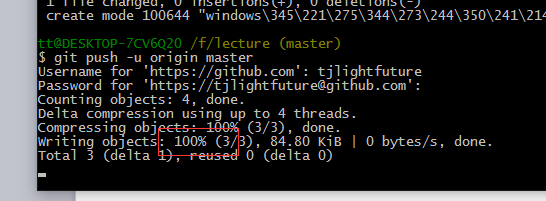 1 file changed, 0 insertions(+), 0 deletions(-)
create mode 100644 "windows\345\221\275\344\273\244\350\241\214
tt@DESKTOP-7CV6Q2O /f/lecture (master)
$ git push -u origin master
Username for 'https://github.com': tjlightfuture
Password for 'https://tjlightfuture@github.com':
Counting objects: 4, done.
Delta compression using up to 4 threads.
Compressing objects: 100% (3/3), done.
Writing objects: 100% (3/3), 84.80 KiB | 0 bytes/s, done.
Total 3 (delta 1), reused 0 (delta 0)